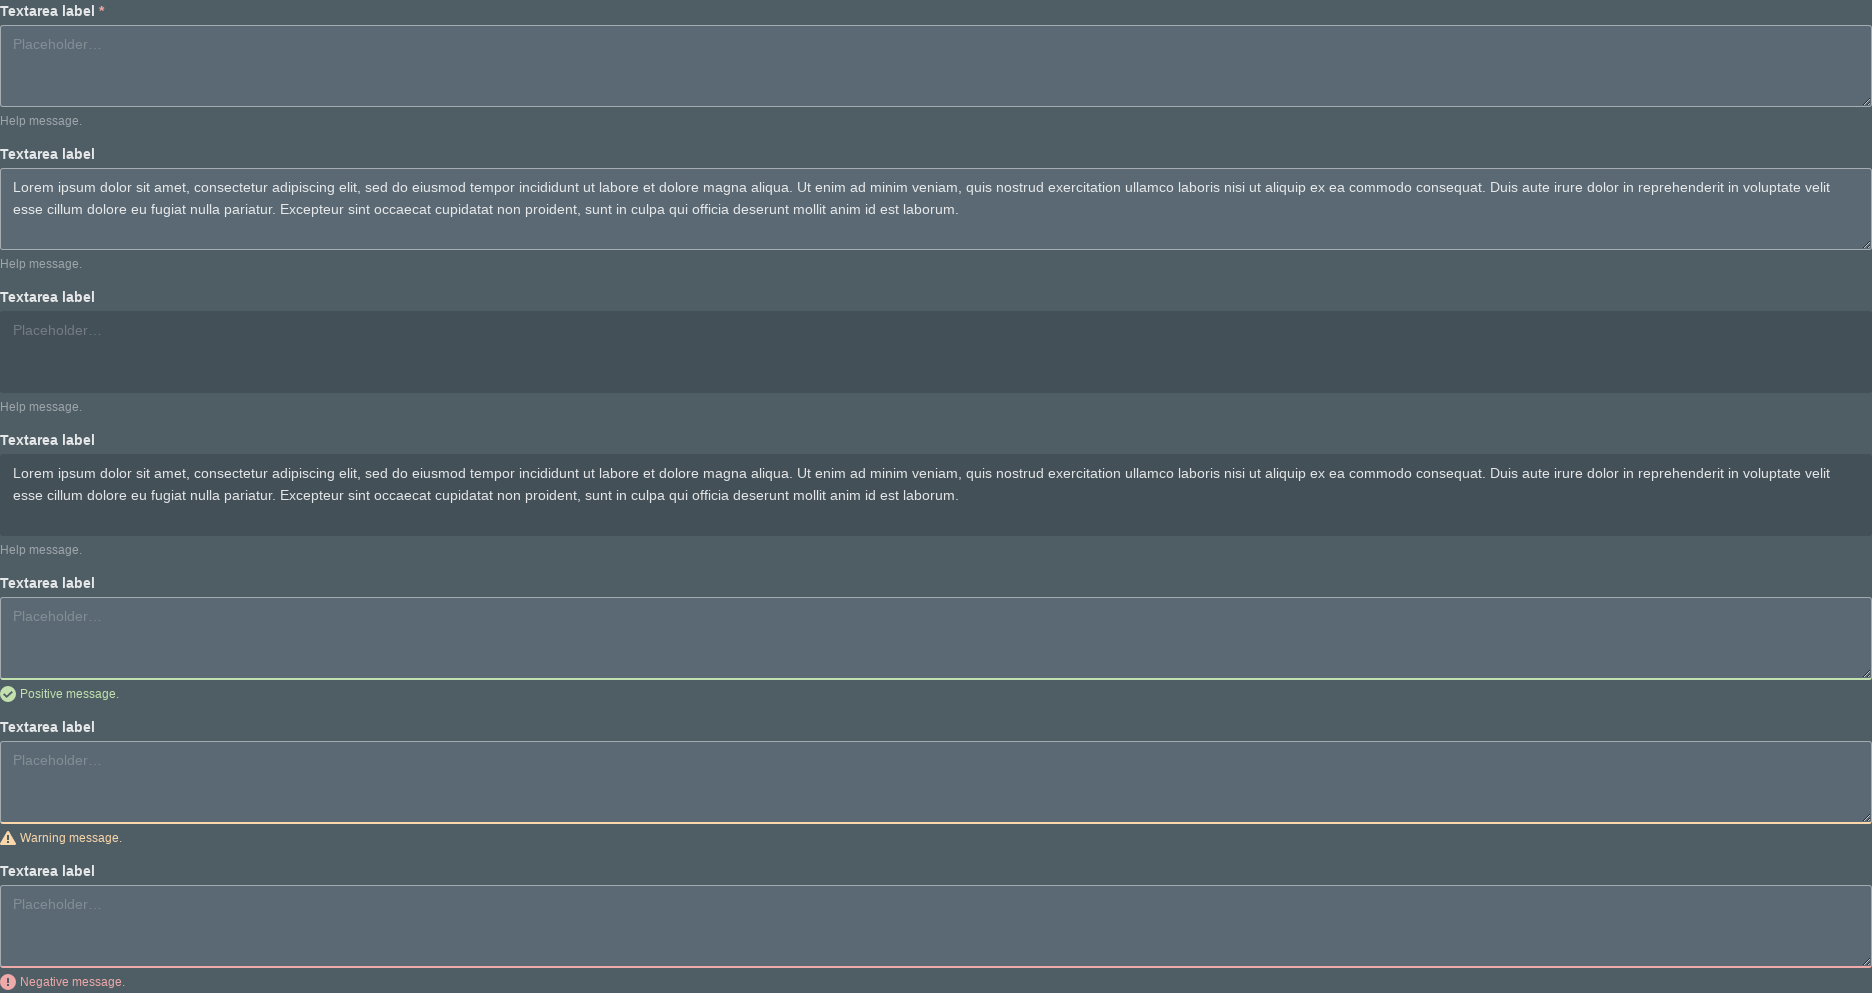 Textarea label *
Placeholder...
Help message.
Textarea label
Lorem ipsum dolor sit amet, consectetur adipiscing elit, sed do eiusmod tempor incididunt ut labore et dolore magna aliqua. Ut enim ad minim veniam, quis nostrud exercitation ullamco laboris nisi ut aliquip ex ea commodo consequat. Duis aute irure dolor in reprehenderit in voluptate velit
esse cillum dolore eu fugiat nulla pariatur. Excepteur sint occaecat cupidatat non proident, sunt in culpa qui officia deserunt mollit anim id est laborum.
Help message.
Textarea label
Placeholder...
Help message.
Textarea label
Lorem ipsum dolor sit amet, consectetur adipiscing elit, sed do eiusmod tempor incididunt ut labore et dolore magna aliqua. Ut enim ad minim veniam, quis nostrud exercitation ullamco laboris nisi ut aliquip ex ea commodo consequat. Duis aute irure dolor in reprehenderit in voluptate velit
esse cillum dolore eu fugiat nulla pariatur. Excepteur sint occaecat cupidatat non proident, sunt in culpa qui officia deserunt mollit anim id est laborum.
Help message.
Textarea label
Placeholder...
Positive message.
Textarea label
Placeholder...
Warning message.
Textarea label
Placeholder...
Negative message.